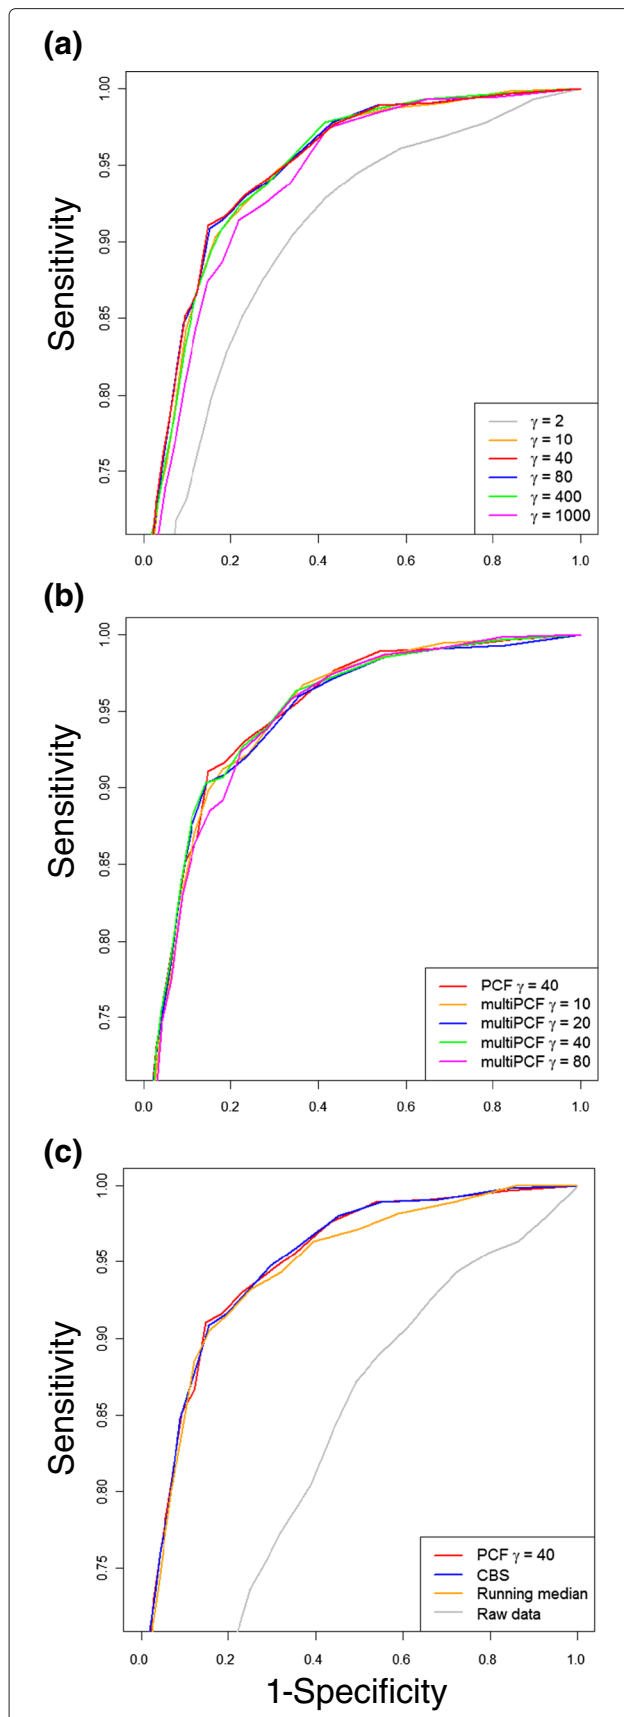 (a)
Sensitivity
1.00
0.95
0.90
0.85
0.80
0.75
γ = 2
γ = 10
γ = 40
γ = 80
γ = 400
γ = 1000
0.0 0.2 0.4 0.6 0.8 1.0
(b)
Sensitivity
1.00
0.95
0.90
0.85
0.80
0.75
PCF γ = 40
multiPCF γ = 10
multiPCF γ = 20
multiPCF γ = 40
multiPCF γ = 80
0.0 0.2 0.4 0.6 0.8 1.0
(c)
Sensitivity
1.00
0.95
0.90
0.85
0.80
0.75
PCF γ = 40
CBS
Running median
Raw data
0.0 0.2 0.4 0.6 0.8 1.0
1-Specificity